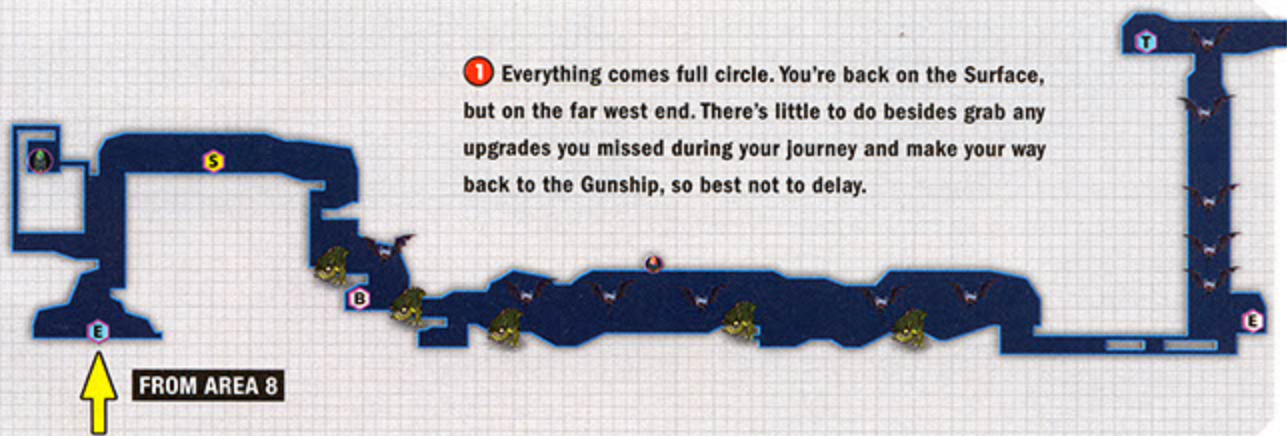 1 Everything comes full circle. You're back on the Surface,
but on the far west end. There's little to do besides grab any
upgrades you missed during your journey and make your way
back to the Gunship, so best not to delay.
T
S
B
E
E
FROM AREA 8